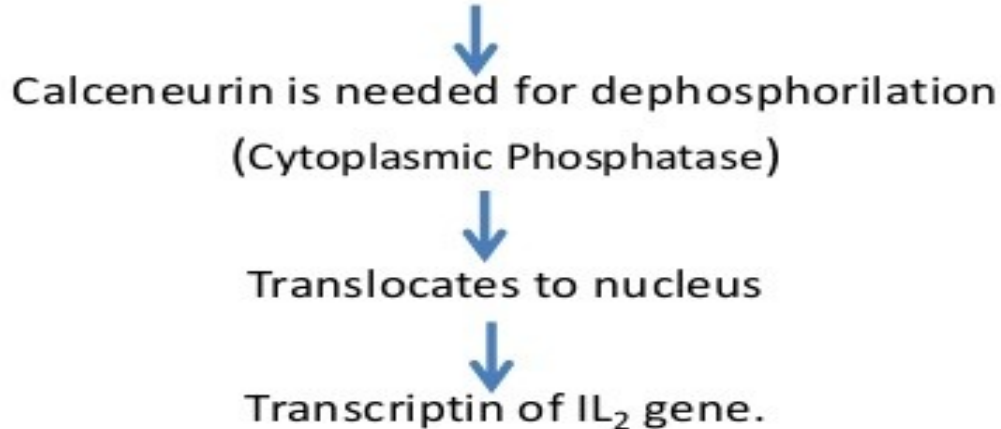 Calceneurin is needed for dephosphorilation
(Cytoplasmic Phosphatase)
Translocates to nucleus
Transcriptin of IL₂ gene.